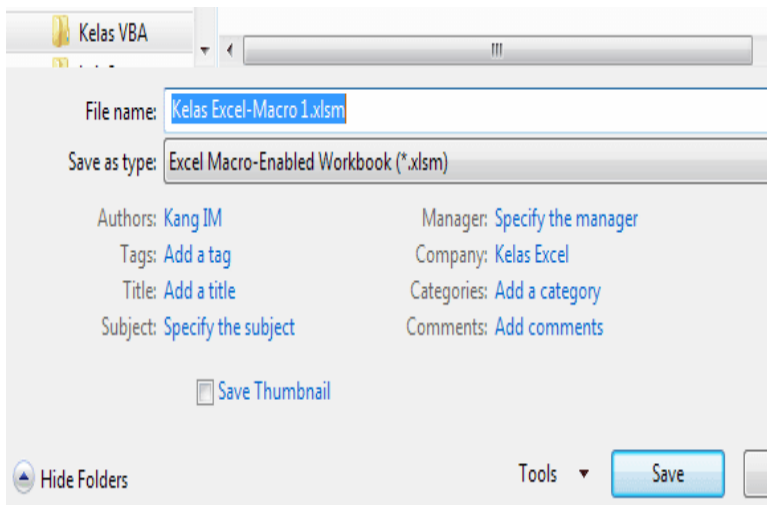 Kelas VBA
File name: Kelas Excel-Macro 1.xlsm
Save as type: Excel Macro-Enabled Workbook (*.xlsm)
Authors: Kang IM Manager: Specify the manager
Tags: Add a tag Company: Kelas Excel
Title: Add a title Categories: Add a category
Subject: Specify the subject Comments: Add comments
Save Thumbnail
Hide Folders Tools Save